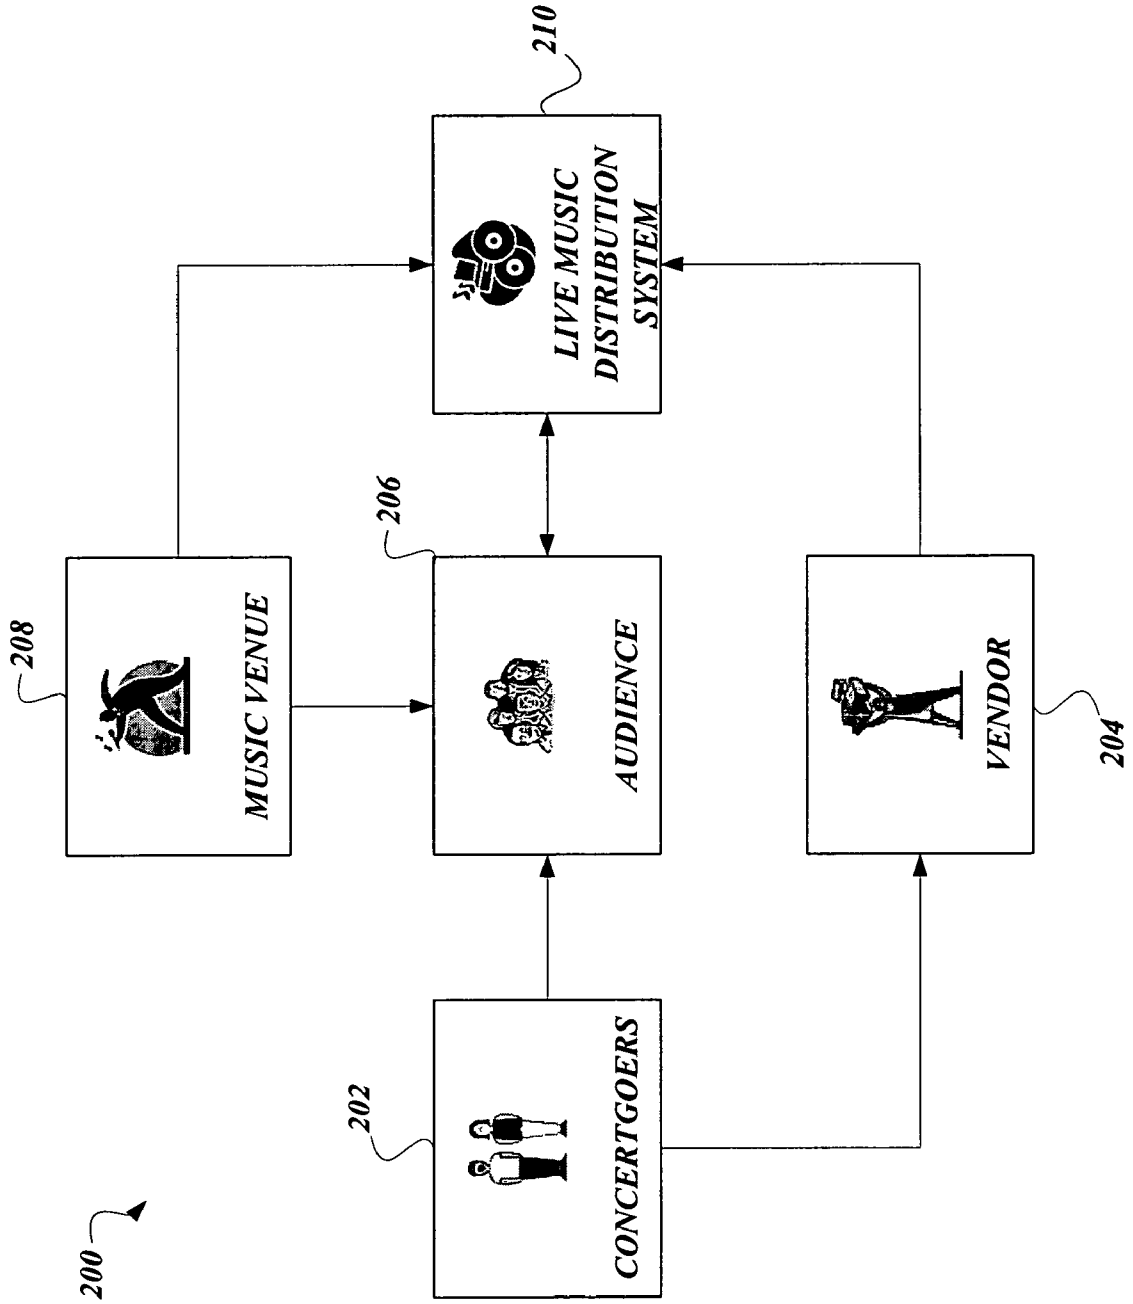 200
208
MUSIC VENUE
202
CONCERTGOERS
206
AUDIENCE
210
LIVE MUSIC
DISTRIBUTION
SYSTEM
VENDOR
204